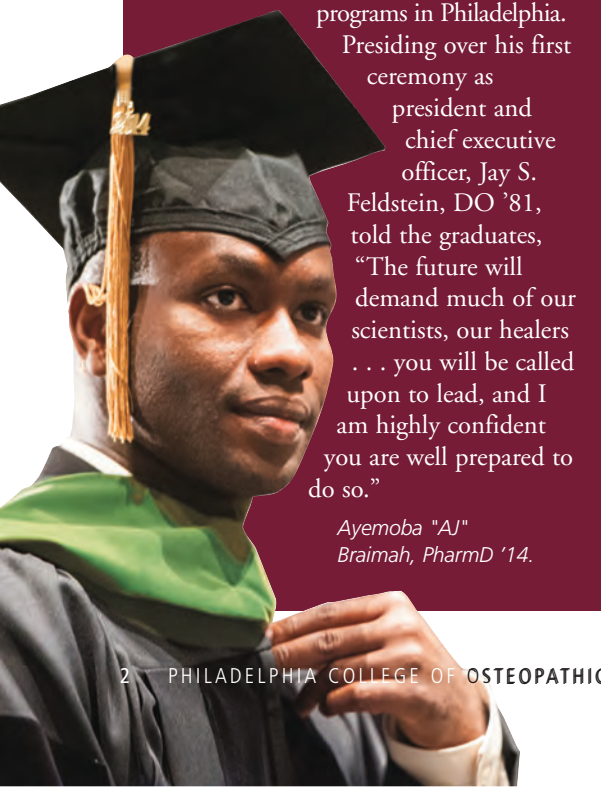 programs in Philadelphia.
Presiding over his first
ceremony as
president and
chief executive
officer, Jay S.
Feldstein, DO ’81,
told the graduates,
“The future will
demand much of our
scientists, our healers
. . . you will be called
upon to lead, and I
am highly confident
you are well prepared to
do so.”
Ayemoba "AJ"
Braimah, PharmD ’14.
2 PHILADELPHIA COLLEGE OF OSTEOPATHIC